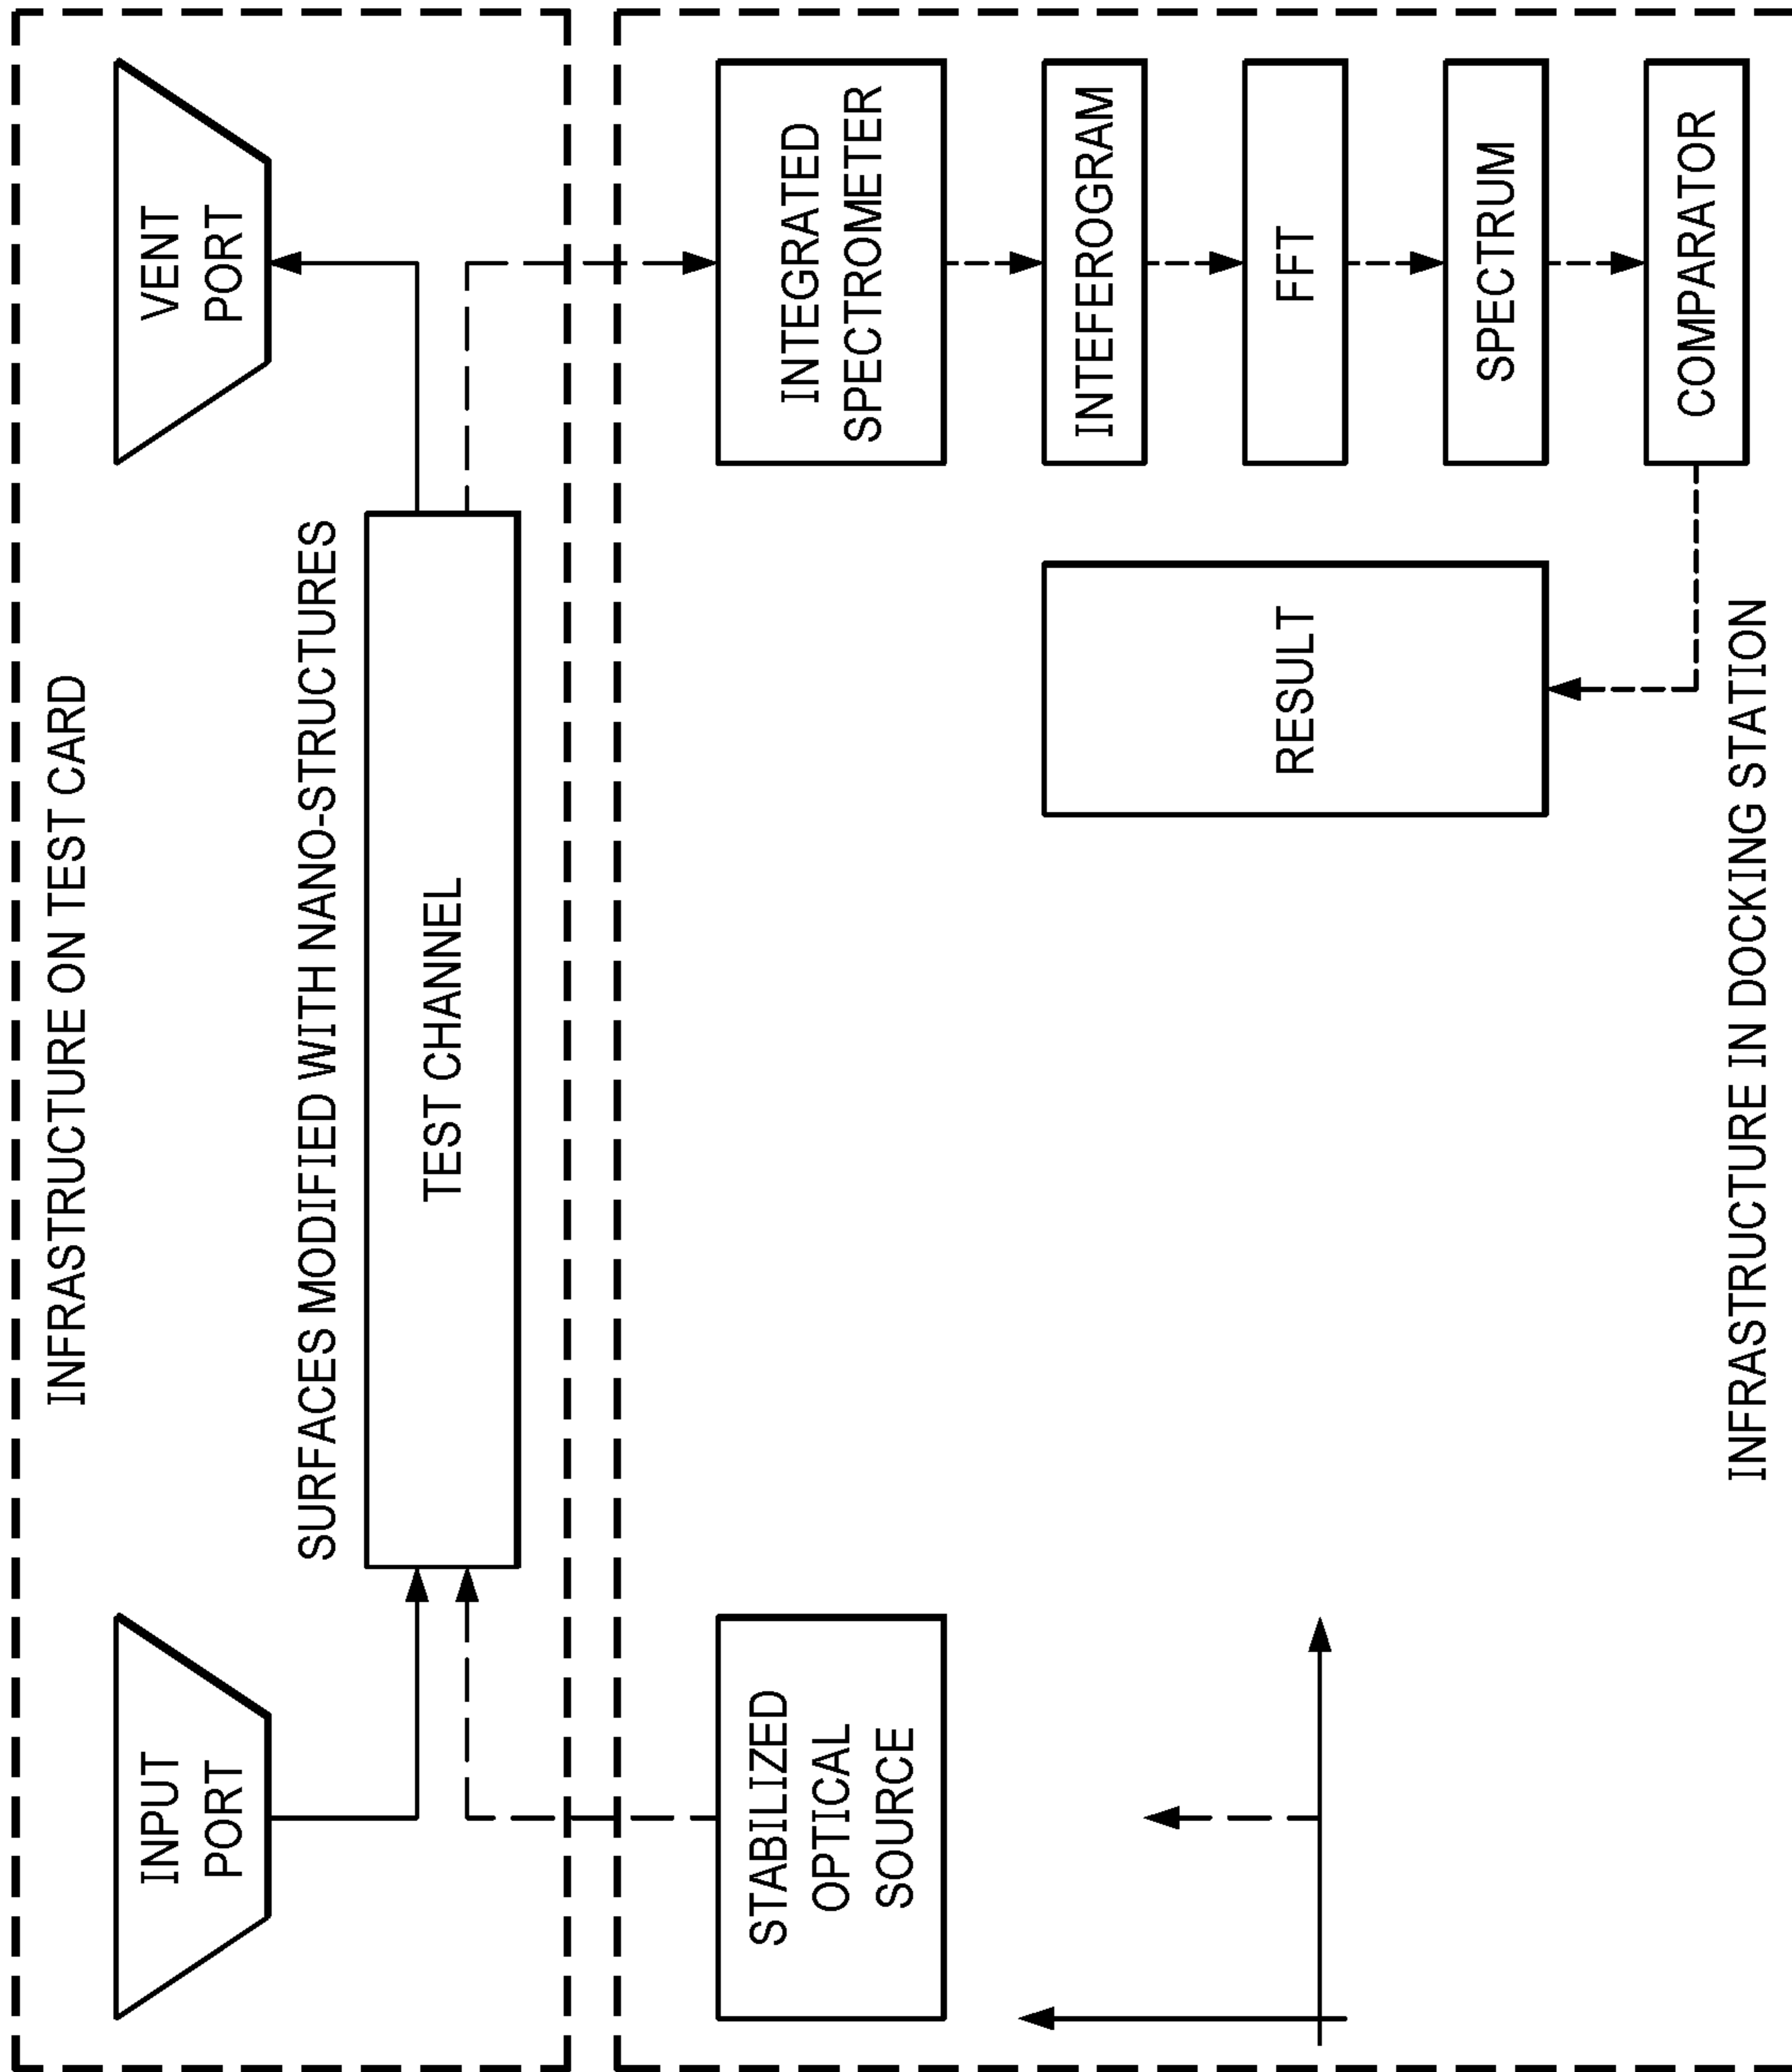 INFRASTRUCTURE ON TEST CARD
INPUT
PORT
VENT
PORT
SURFACES MODIFIED WITH NANO-STRUCTURES
TEST CHANNEL
STABILIZED
OPTICAL
SOURCE
INTEGRATED
SPECTROMETER
INTEFEROGRAM
FFT
SPECTRUM
COMPARATOR
RESULT
INFRASTRUCTURE IN DOCKING STATION